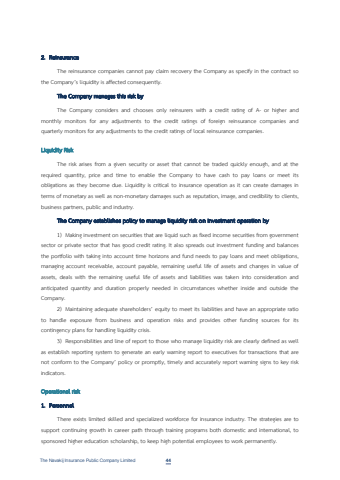 2. Reinsurance
The reinsurance companies cannot pay claim recovery the Company as specify in the contract so
the Company's liquidity is affected consequently.
The Company manages this risk by
The Company considers and chooses only reinsurers with a credit rating of A- or higher and
monthly monitors for any adjustments to the credit ratings of foreign reinsurance companies and
quarterly monitors for any adjustments to the credit ratings of local reinsurance companies.
Liquidity Risk
The risk arises from a given security or asset that cannot be traded quickly enough, and at the
required quantity, price and time to enable the Company to have cash to pay loans or meet its
obligations as they become due. Liquidity is critical to insurance operation as it can create damages in
terms of monetary as well as non-monetary damages such as reputation, image, and credibility to clients,
business partners, public and industry.
The Company establishes policy to manage liquidity risk on investment operation by
1) Making investment on securities that are liquid such as fixed income securities from government
sector or private sector that has good credit rating. It also spreads out investment funding and balances
the portfolio with taking into account time horizons and fund needs to pay loans and meet obligations,
managing account receivable, account payable, remaining useful life of assets and changes in value of
assets, deals with the remaining useful life of assets and liabilities was taken into consideration and
anticipated quantity and duration properly needed in circumstances whether inside and outside the
Company.
2) Maintaining adequate shareholders' equity to meet its liabilities and have an appropriate ratio
to handle exposure from business and operation risks and provides other funding sources for its
contingency plans for handling liquidity crisis.
3) Responsibilities and line of report to those who manage liquidity risk are clearly defined as well
as establish reporting system to generate an early warning report to executives for transactions that are
not conform to the Company' policy or promptly, timely and accurately report warning signs to key risk
indicators.
Operational risk
1. Personnel
There exists limited skilled and specialized workforce for insurance industry. The strategies are to
support continuing growth in career path through training programs both domestic and international, to
sponsored higher education scholarship, to keep high potential employees to work permanently.
The Navakij Insurance Public Company Limited 44